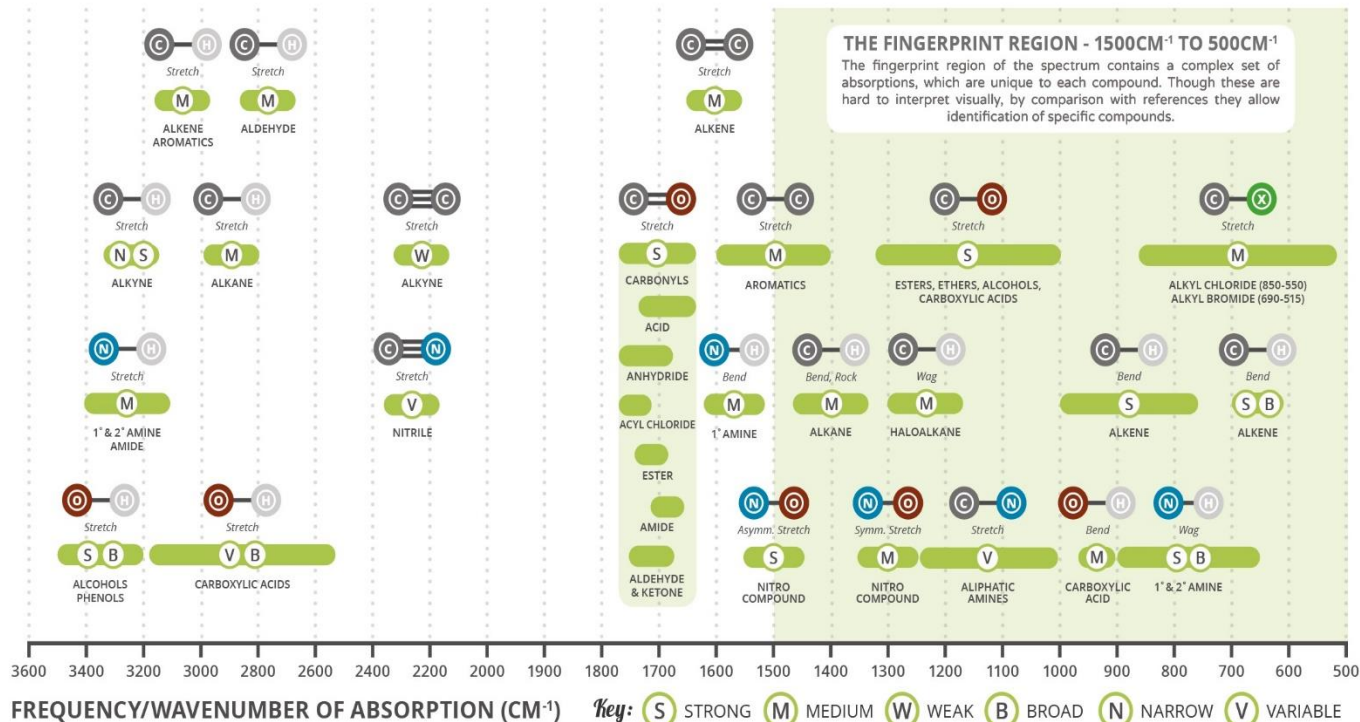 C H
Stretch
M
ALKENE
AROMATICS
C H
Stretch
M
ALDEHYDE
C C
Stretch
M
ALKENE
THE FINGERPRINT REGION - 1500CM⁻¹ TO 500CM⁻¹
The fingerprint region of the spectrum contains a complex set of
absorptions, which are unique to each compound. Though these are
hard to interpret visually, by comparison with references they allow
identification of specific compounds.
C H
Stretch
N S
ALKYNE
C H
Stretch
M
ALKANE
C C
Stretch
W
ALKYNE
C O
Stretch
S
CARBONYLS
C C
Stretch
M
AROMATICS
C O
Stretch
S
ESTERS, ETHERS, ALCOHOLS,
CARBOXYLIC ACIDS
C X
Stretch
M
ALKYL CHLORIDE (850-550)
ALKYL BROMIDE (690-515)
ACID
ANHYDRIDE
ACYL CHLORIDE
ESTER
AMIDE
ALDEHYDE
& KETONE
N H
Stretch
M
1° & 2° AMINE
AMIDE
C N
Stretch
V
NITRILE
N H
Bend
M
1° AMINE
C H
Bend, Rock
M
ALKANE
C H
Wag
M
HALOALKANE
C H
Bend
S
ALKENE
C H
Bend
S B
ALKENE
O H
Stretch
S B
ALCOHOLS
PHENOLS
O H
Stretch
V B
CARBOXYLIC ACIDS
N O
Asymm. Stretch
S
NITRO
COMPOUND
N O
Symm. Stretch
M
NITRO
COMPOUND
C N
Stretch
V
ALIPHATIC
AMINES
O H
Bend
M
CARBOXYLIC
ACID
N H
Wag
S B
1° & 2° AMINE
3600 3400 3200 3000 2800 2600 2400 2200 2000 1900 1800 1700 1600 1500 1400 1300 1200 1100 1000 900 800 700 600 500
FREQUENCY/WAVENUMBER OF ABSORPTION (CM⁻¹) Key: S STRONG M MEDIUM W WEAK B BROAD N NARROW V VARIABLE